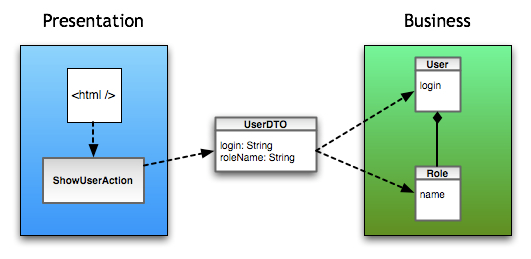 Presentation
Business
<html />
ShowUserAction
UserDTO
login: String
roleName: String
User
login
Role
name